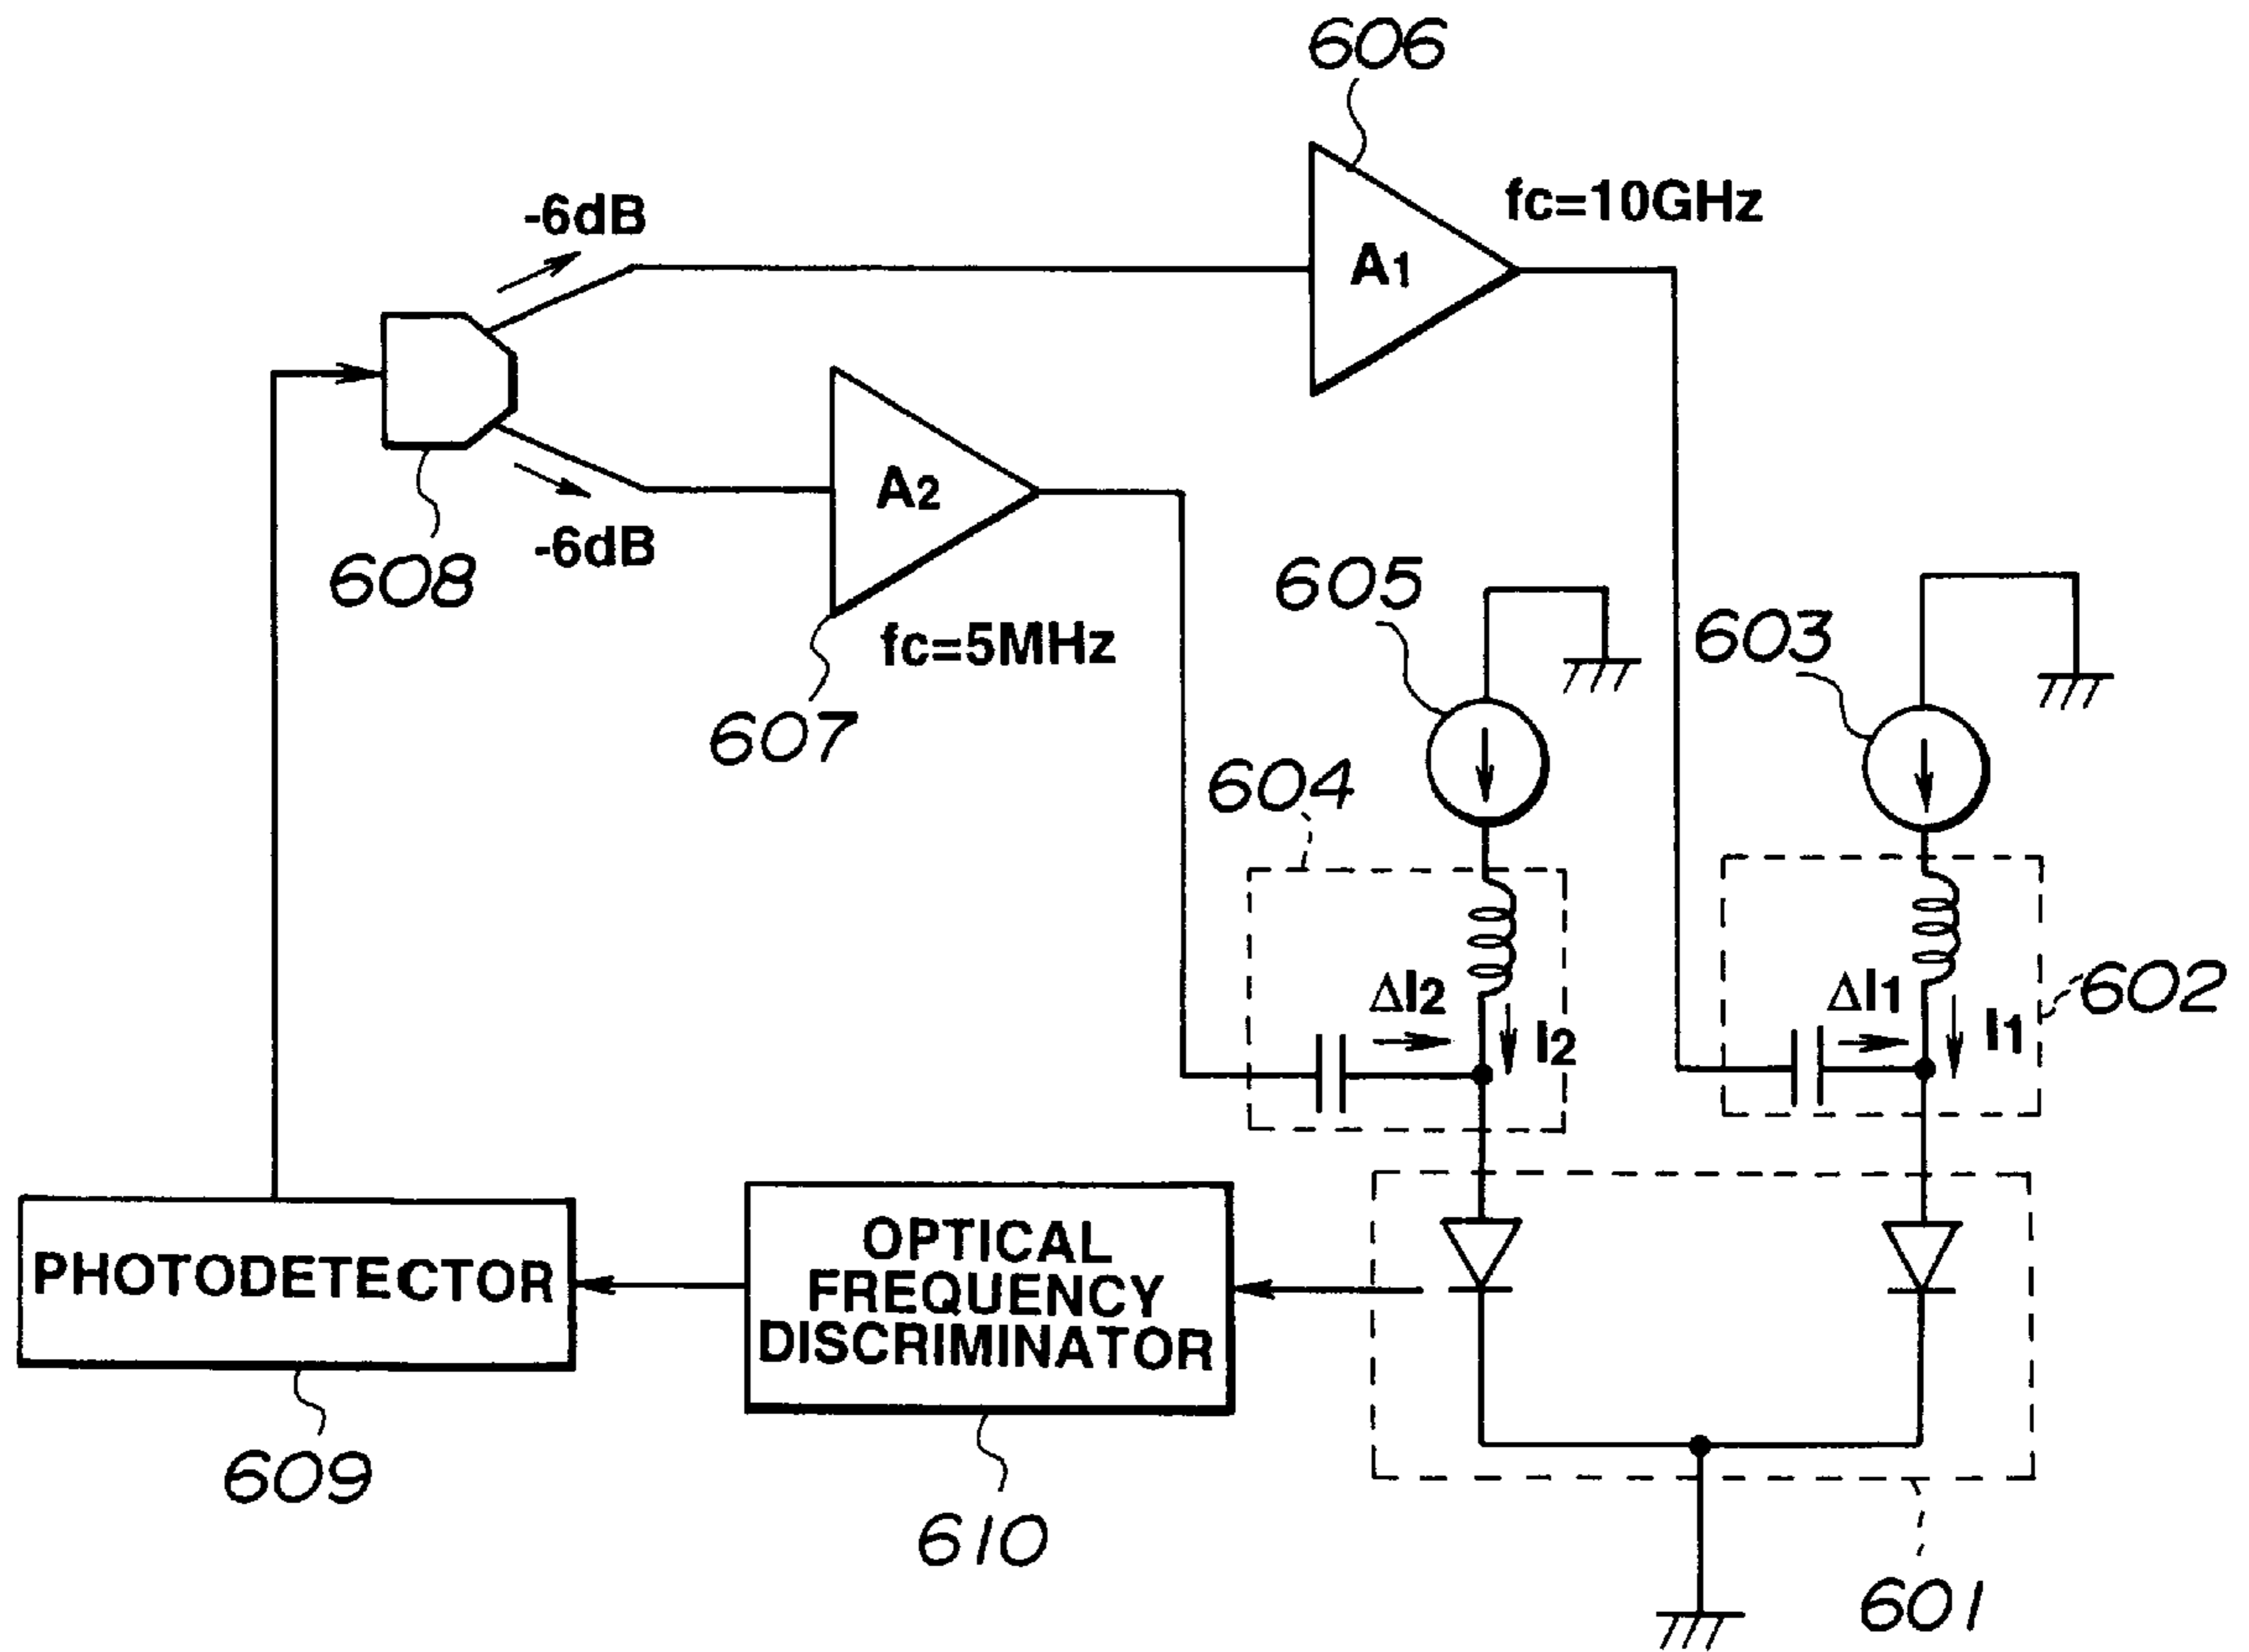 606
-6dB
fc=10GHz
A1
A2
-6dB
608
605
603
fc=5MHz
607
604
ΔI2
ΔI1
602
I2
I1
PHOTODETECTOR
OPTICAL
FREQUENCY
DISCRIMINATOR
609
610
601